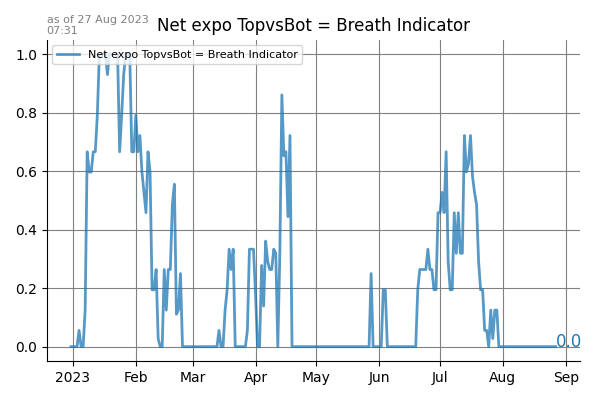 as of 27 Aug 2023
07:31
Net expo TopvsBot = Breath Indicator
Net expo TopvsBot = Breath Indicator
1.0
0.8
0.6
0.4
0.2
0.0
0.0
2023 Feb Mar Apr May Jun Jul Aug Sep